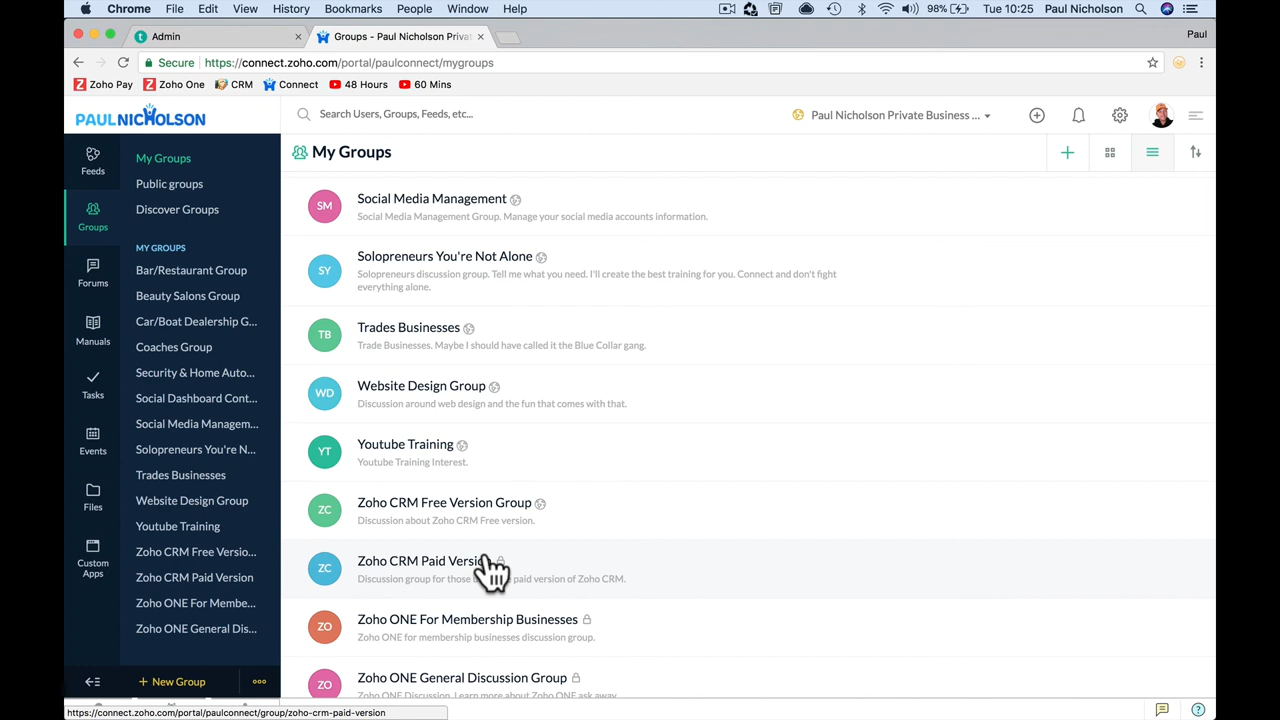 Chrome File Edit View History Bookmarks People Window Help 98% Tue 10:25 Paul Nicholson
Admin Groups - Paul Nicholson Priva Paul
Secure https://connect.zoho.com/portal/paulconnect/mygroups
Zoho Pay Zoho One CRM Connect 48 Hours 60 Mins
PAULNICHOLSON
Search Users, Groups, Feeds, etc...
Paul Nicholson Private Business ...
Feeds
Groups
Forums
Manuals
Tasks
Events
Files
Custom
Apps
My Groups
Public groups
Discover Groups
MY GROUPS
Bar/Restaurant Group
Beauty Salons Group
Car/Boat Dealership G...
Coaches Group
Security & Home Auto...
Social Dashboard Cont...
Social Media Managem...
Solopreneurs You're N...
Trades Businesses
Website Design Group
Youtube Training
Zoho CRM Free Versio...
Zoho CRM Paid Version
Zoho ONE For Membe...
Zoho ONE General Dis...
+ New Group
My Groups
SM
Social Media Management
Social Media Management Group. Manage your social media accounts information.
SY
Solopreneurs You're Not Alone
Solopreneurs discussion group. Tell me what you need. I'll create the best training for you. Connect and don't fight
everything alone.
TB
Trades Businesses
Trade Businesses. Maybe I should have called it the Blue Collar gang.
WD
Website Design Group
Discussion around web design and the fun that comes with that.
YT
Youtube Training
Youtube Training Interest.
ZC
Zoho CRM Free Version Group
Discussion about Zoho CRM Free version.
ZC
Zoho CRM Paid Versi
Discussion group for those paid version of Zoho CRM.
ZO
Zoho ONE For Membership Businesses
Zoho ONE for membership businesses discussion group.
ZO
Zoho ONE General Discussion Group
Zoho ONE Discussion. Learn more about Zoho ONE ask away.
https://connect.zoho.com/portal/paulconnect/group/zoho-crm-paid-version